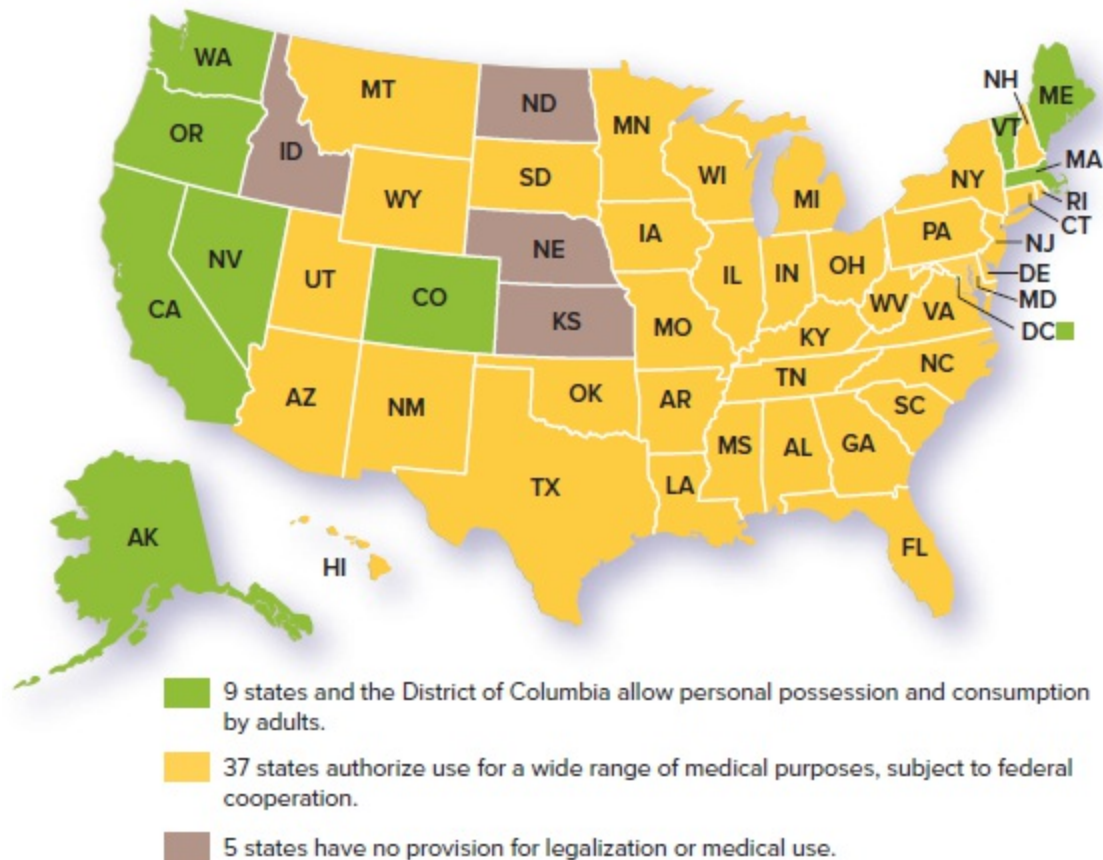 WA
MT
ND
MN
NH
ME
VT
OR
ID
MA
SD
WI
NY
WY
MI
RI
CT
IA
PA
NE
NJ
NV
OH
UT
IL
IN
DE
CO
WV
MD
CA
VA
KS
MO
DC
KY
NC
TN
OK
AZ
NM
AR
SC
MS
AL
GA
LA
TX
AK
FL
HI
9 states and the District of Columbia allow personal possession and consumption
by adults.
37 states authorize use for a wide range of medical purposes, subject to federal
cooperation.
5 states have no provision for legalization or medical use.